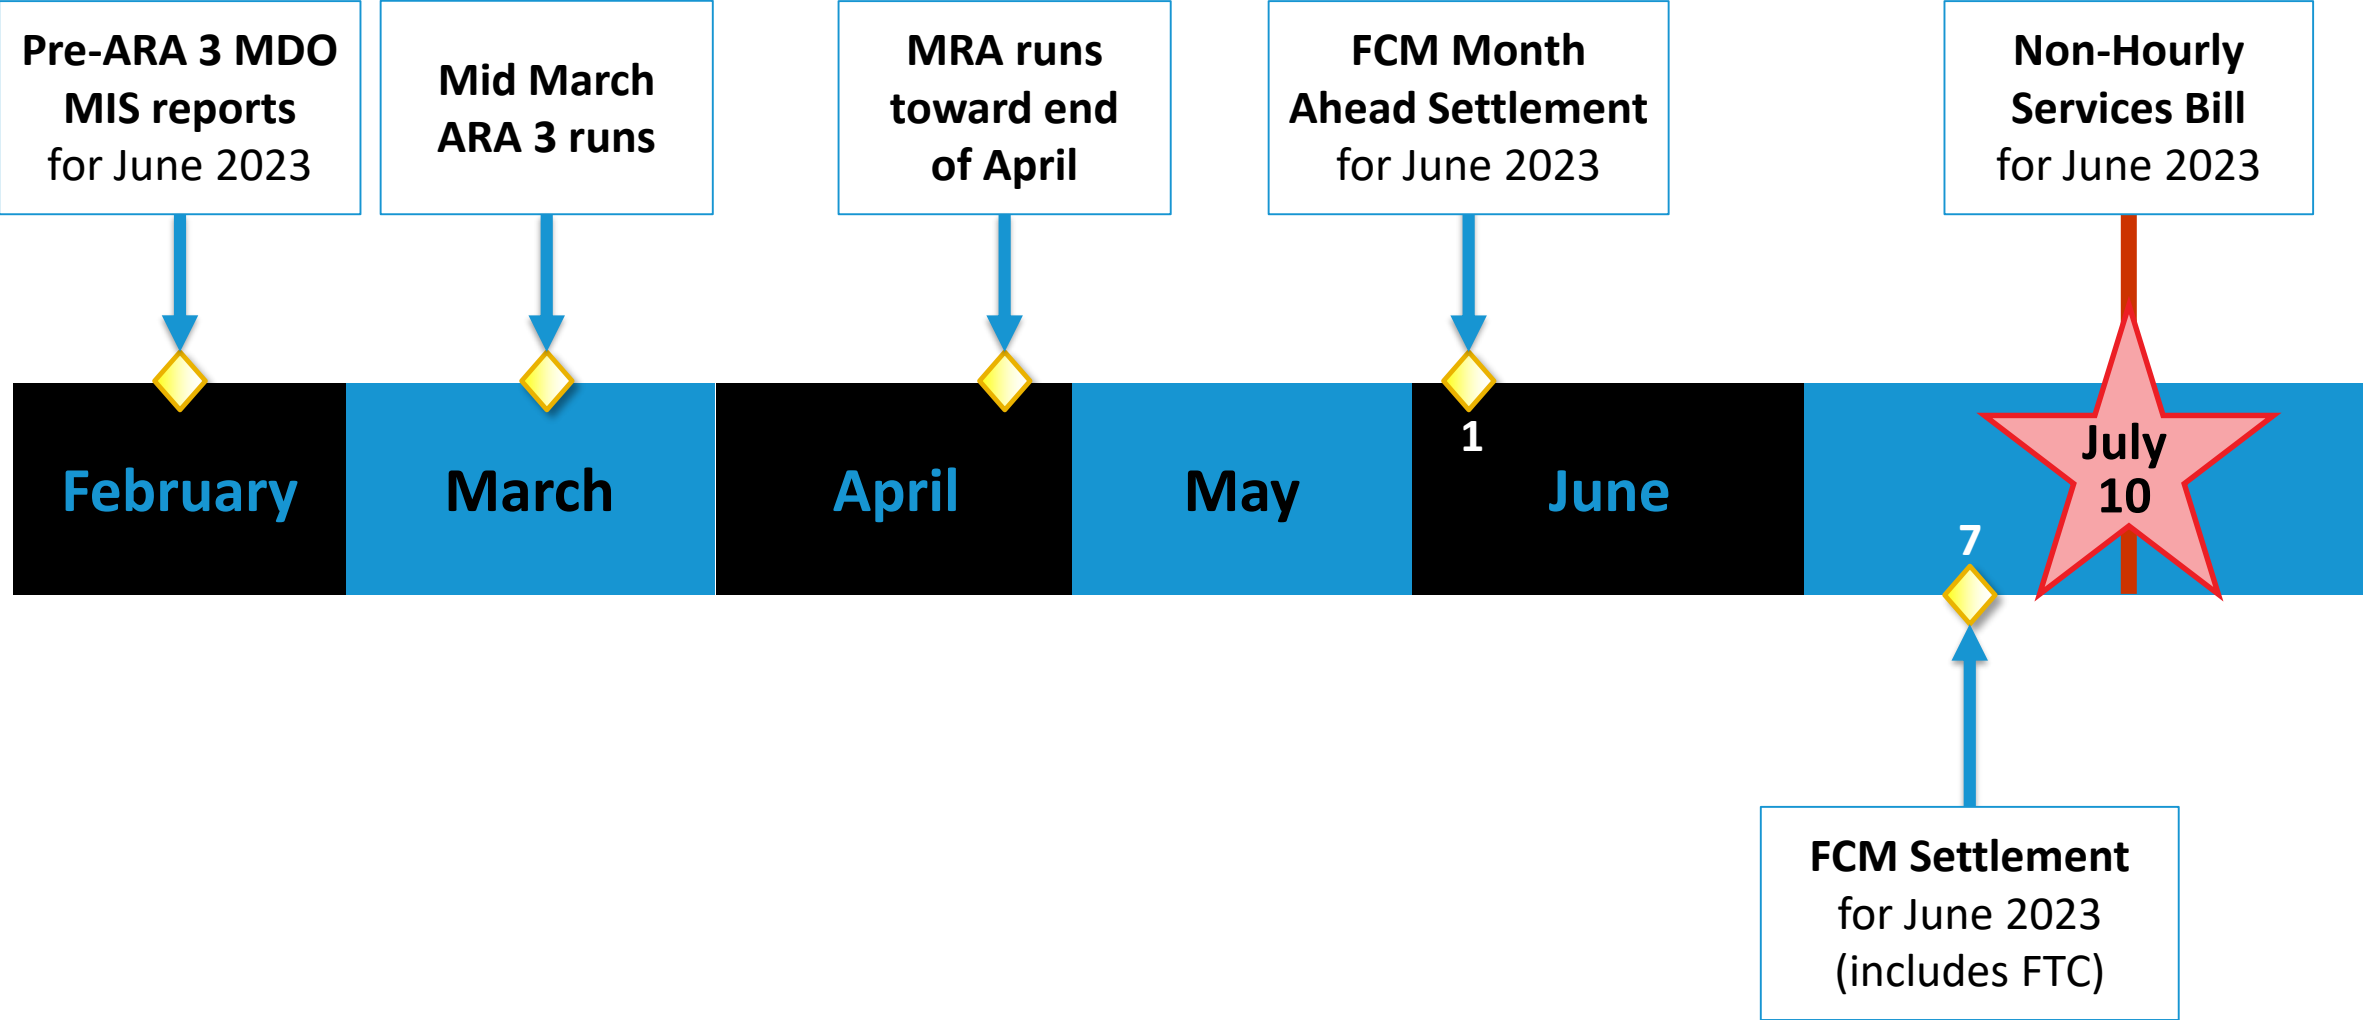 Pre-ARA 3 MDO
MIS reports
for June 2023
Mid March
ARA 3 runs
MRA runs
toward end
of April
FCM Month
Ahead Settlement
for June 2023
Non-Hourly
Services Bill
for June 2023
February
March
April
May
1
June
7
July
10
FCM Settlement
for June 2023
(includes FTC)